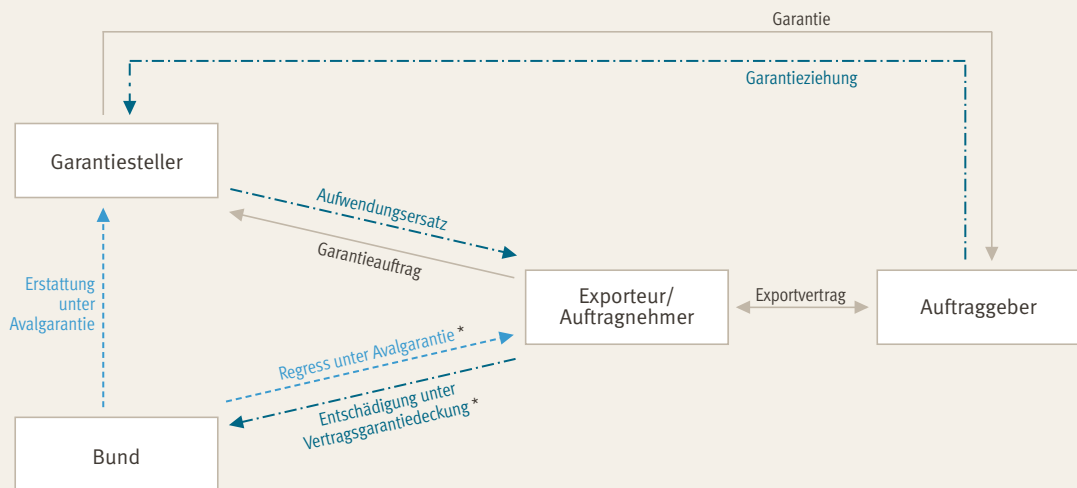 Garantie
Garantieziehung
Garantiesteller
Aufwendungsersatz
Garantieauftrag
Erstattung
unter
Avalgarantie
Exporteur/
Auftragnehmer
Exportvertrag
Auftraggeber
Regress unter Avalgarantie *
Entschädigung unter
Vertragsgarantiedeckung *
Bund